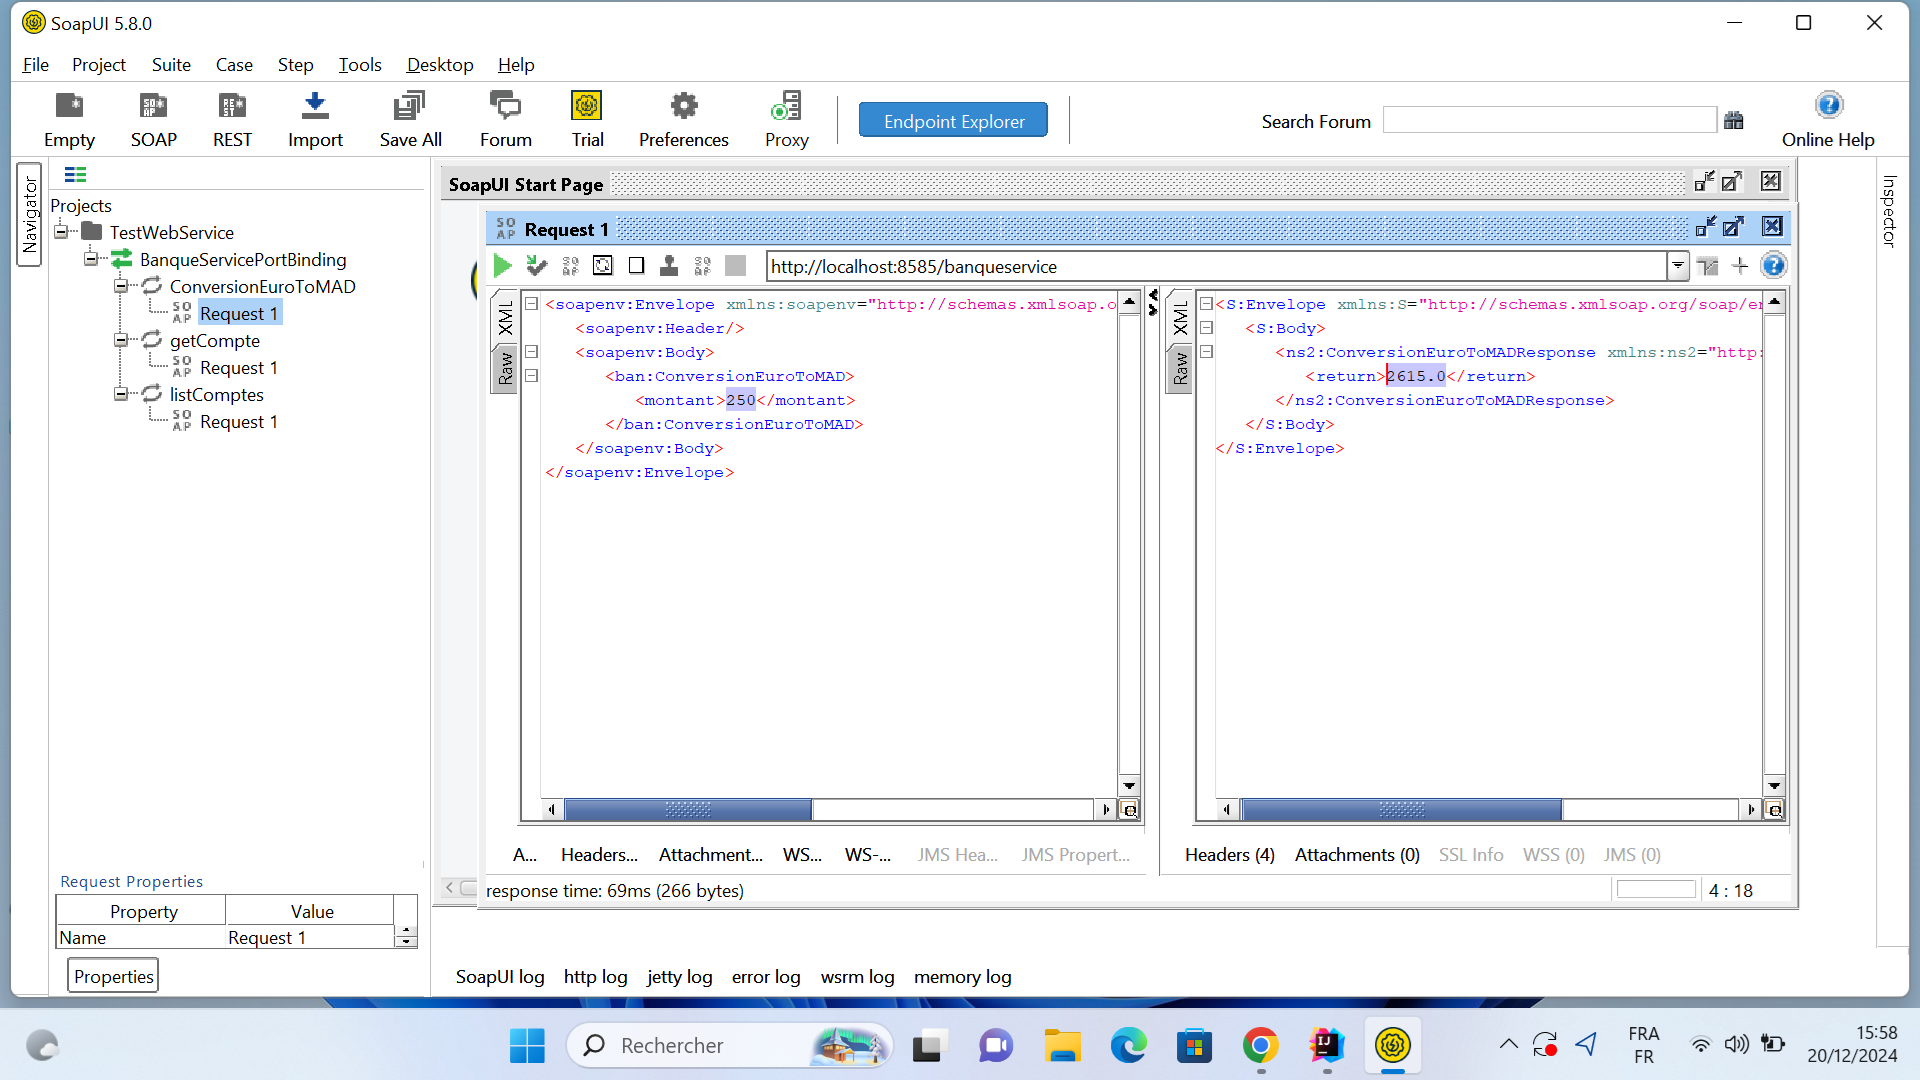 SoapUI 5.8.0
File Project Suite Case Step Tools Desktop Help
Empty SOAP REST Import Save All Forum Trial Preferences Proxy Endpoint Explorer Search Forum Online Help
Navigator
Projects
TestWebService
BanqueServicePortBinding
ConversionEuroToMAD
Request 1
getCompte
Request 1
listComptes
Request 1
Request Properties
Property Value
Name Request 1
Properties
SoapUI Start Page
Request 1
http://localhost:8585/banqueservice
XML
Raw
<soapenv:Envelope xmlns:soapenv="http://schemas.xmlsoap.o
<soapenv:Header/>
<soapenv:Body>
<ban:ConversionEuroToMAD>
<montant>250</montant>
</ban:ConversionEuroToMAD>
</soapenv:Body>
</soapenv:Envelope>
XML
Raw
<S:Envelope xmlns:S="http://schemas.xmlsoap.org/soap/en
<S:Body>
<ns2:ConversionEuroToMADResponse xmlns:ns2="http:
<return>2615.0</return>
</ns2:ConversionEuroToMADResponse>
</S:Body>
</S:Envelope>
A... Headers... Attachment... WS... WS-... JMS Hea... JMS Propert...
Headers (4) Attachments (0) SSL Info WSS (0) JMS (0)
response time: 69ms (266 bytes)
4 : 18
SoapUI log http log jetty log error log wsrm log memory log
Inspector
Rechercher
FRA
FR
15:58
20/12/2024